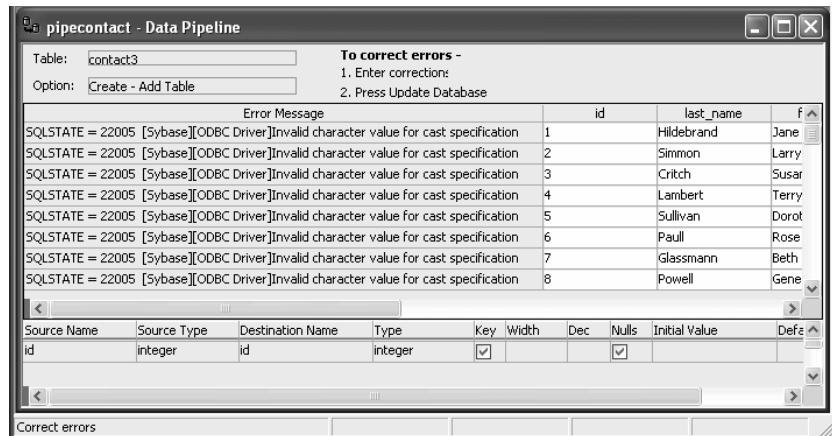 pipecontact - Data Pipeline
Table: contact3
Option: Create - Add Table
To correct errors -
1. Enter corrections
2. Press Update Database
Error Message id last_name f
SQLSTATE = 22005 [Sybase][ODBC Driver]Invalid character value for cast specification 1 Hildebrand Jane
SQLSTATE = 22005 [Sybase][ODBC Driver]Invalid character value for cast specification 2 Simmon Larry
SQLSTATE = 22005 [Sybase][ODBC Driver]Invalid character value for cast specification 3 Critch Susan
SQLSTATE = 22005 [Sybase][ODBC Driver]Invalid character value for cast specification 4 Lambert Terry
SQLSTATE = 22005 [Sybase][ODBC Driver]Invalid character value for cast specification 5 Sullivan Dorot
SQLSTATE = 22005 [Sybase][ODBC Driver]Invalid character value for cast specification 6 Paull Rose
SQLSTATE = 22005 [Sybase][ODBC Driver]Invalid character value for cast specification 7 Glassmann Beth
SQLSTATE = 22005 [Sybase][ODBC Driver]Invalid character value for cast specification 8 Powell Gene
Source Name Source Type Destination Name Type Key Width Dec Nulls Initial Value Defa
id integer id integer
Correct errors